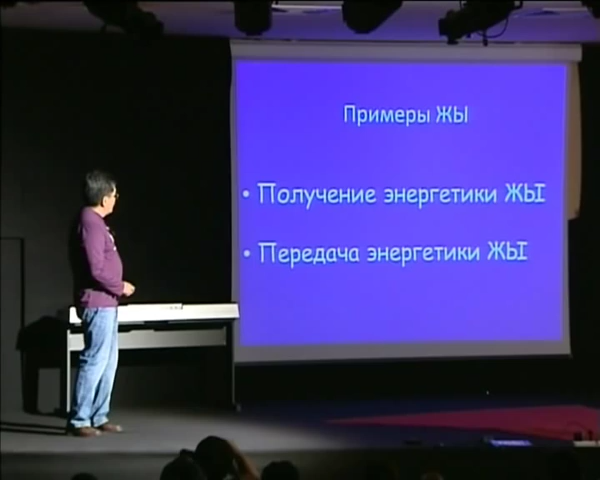 Примеры ЖЫ
• Получение энергетики ЖЫ
• Передача энергетики ЖЫ